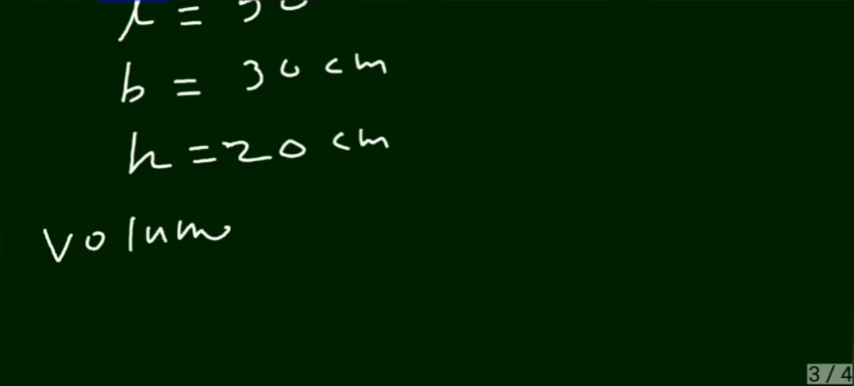 b = 30 cm
h = 20 cm
Volum
3 / 4